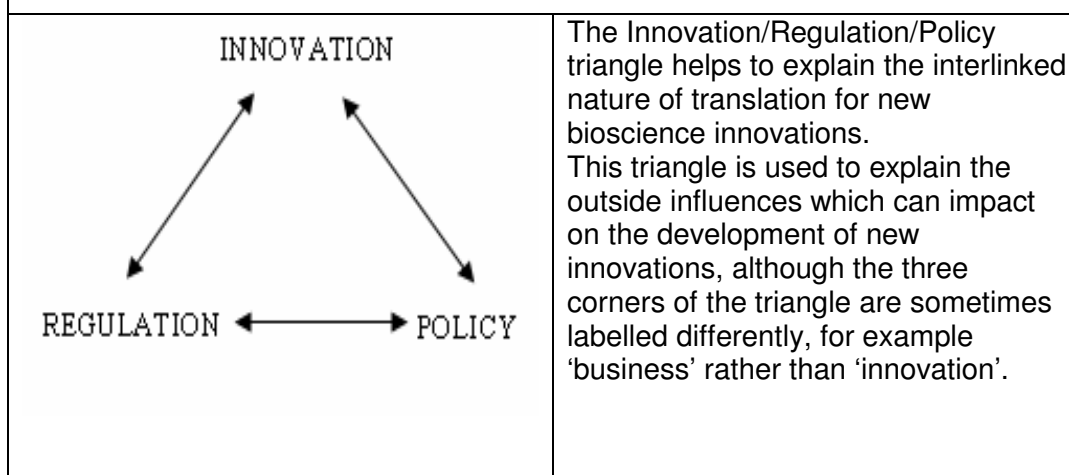 INNOVATION
REGULATION
POLICY
The Innovation/Regulation/Policy
triangle helps to explain the interlinked
nature of translation for new
bioscience innovations.
This triangle is used to explain the
outside influences which can impact
on the development of new
innovations, although the three
corners of the triangle are sometimes
labelled differently, for example
‘business’ rather than ‘innovation’.